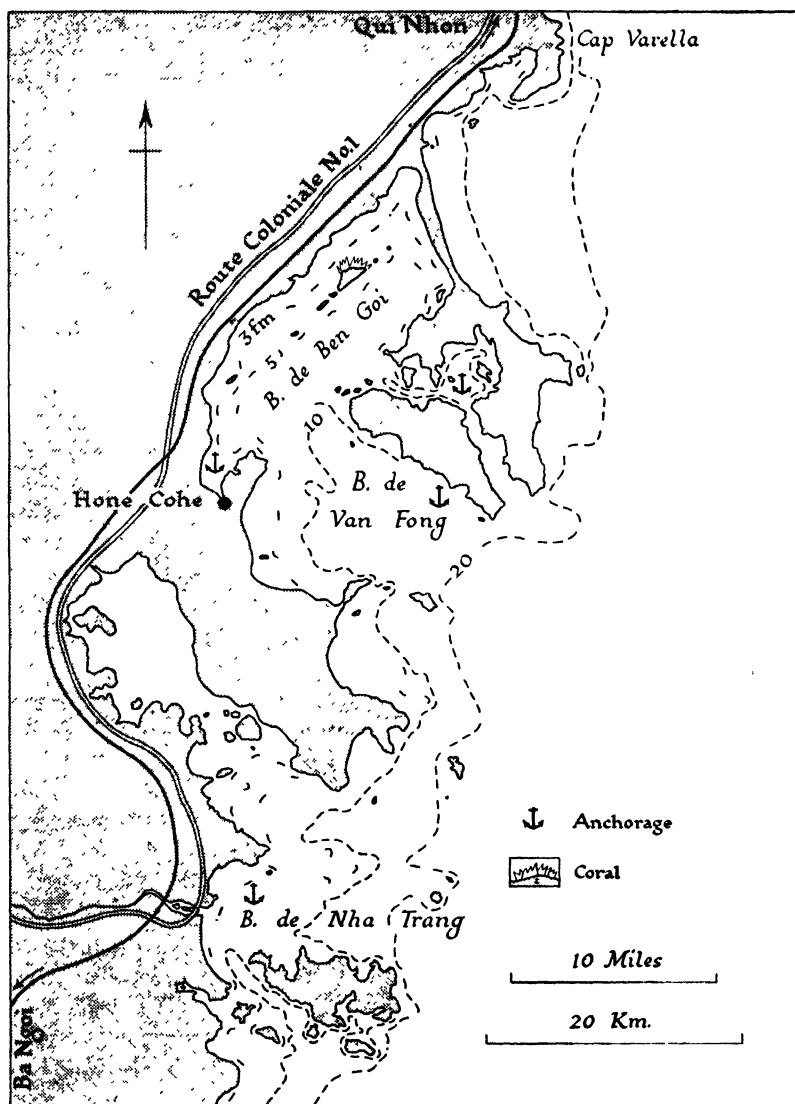 Qui Nhon
Cap Varella
Route Coloniale No.1
3fm
5
B. de Ben Goi
10
B. de
Van Fong
Hone Cohe
20
Anchorage
Coral
B. de Nha Trang
10 Miles
20 Km.
Ba Ngoi